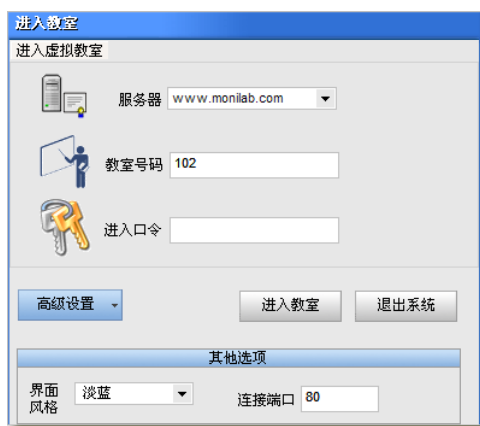 进入教室
进入虚拟教室
服务器 www.monilab.com
教室号码 102
进入口令
高级设置 进入教室 退出系统
其他选项
界面风格 淡蓝 连接端口 80